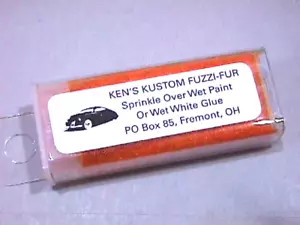 KEN'S KUSTOM FUZZI-FUR
Sprinkle Over Wet Paint
Or Wet White Glue
PO Box 85, Fremont, OH